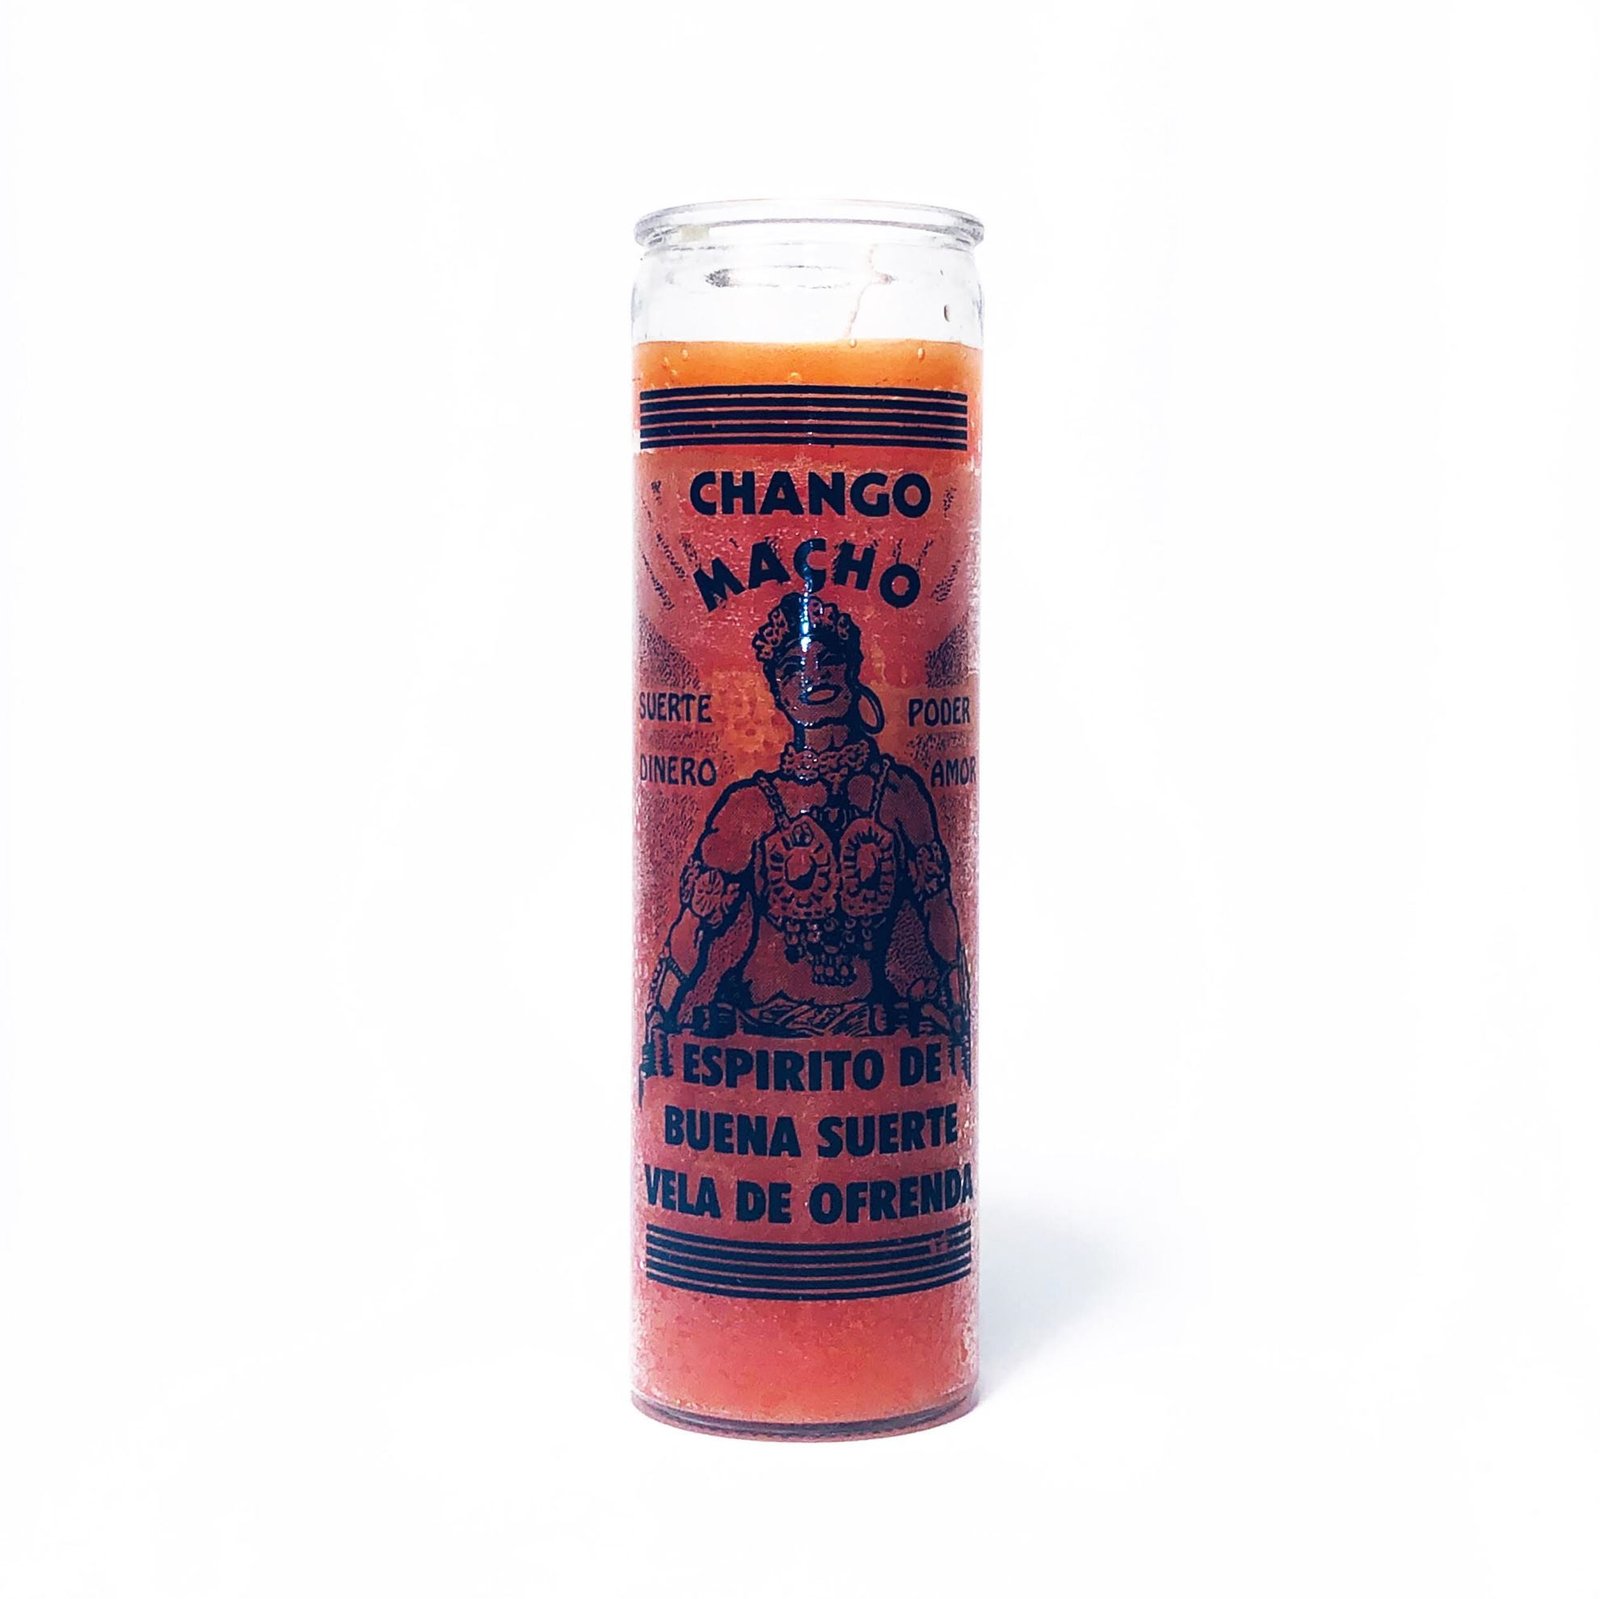 CHANGO
MACHO
SUERTE
PODER
DINERO
AMOR
ESPIRITO DE
BUENA SUERTE
VELA DE OFRENDA